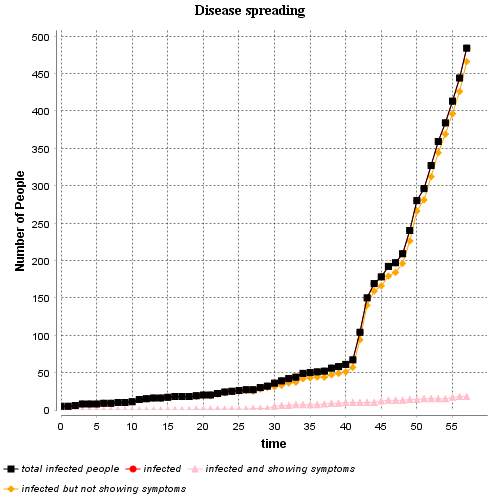 Disease spreading
500
450
400
350
300
250
200
150
100
50
0
Number of People
0 5 10 15 20 25 30 35 40 45 50 55
time
total infected people infected infected and showing symptoms
infected but not showing symptoms